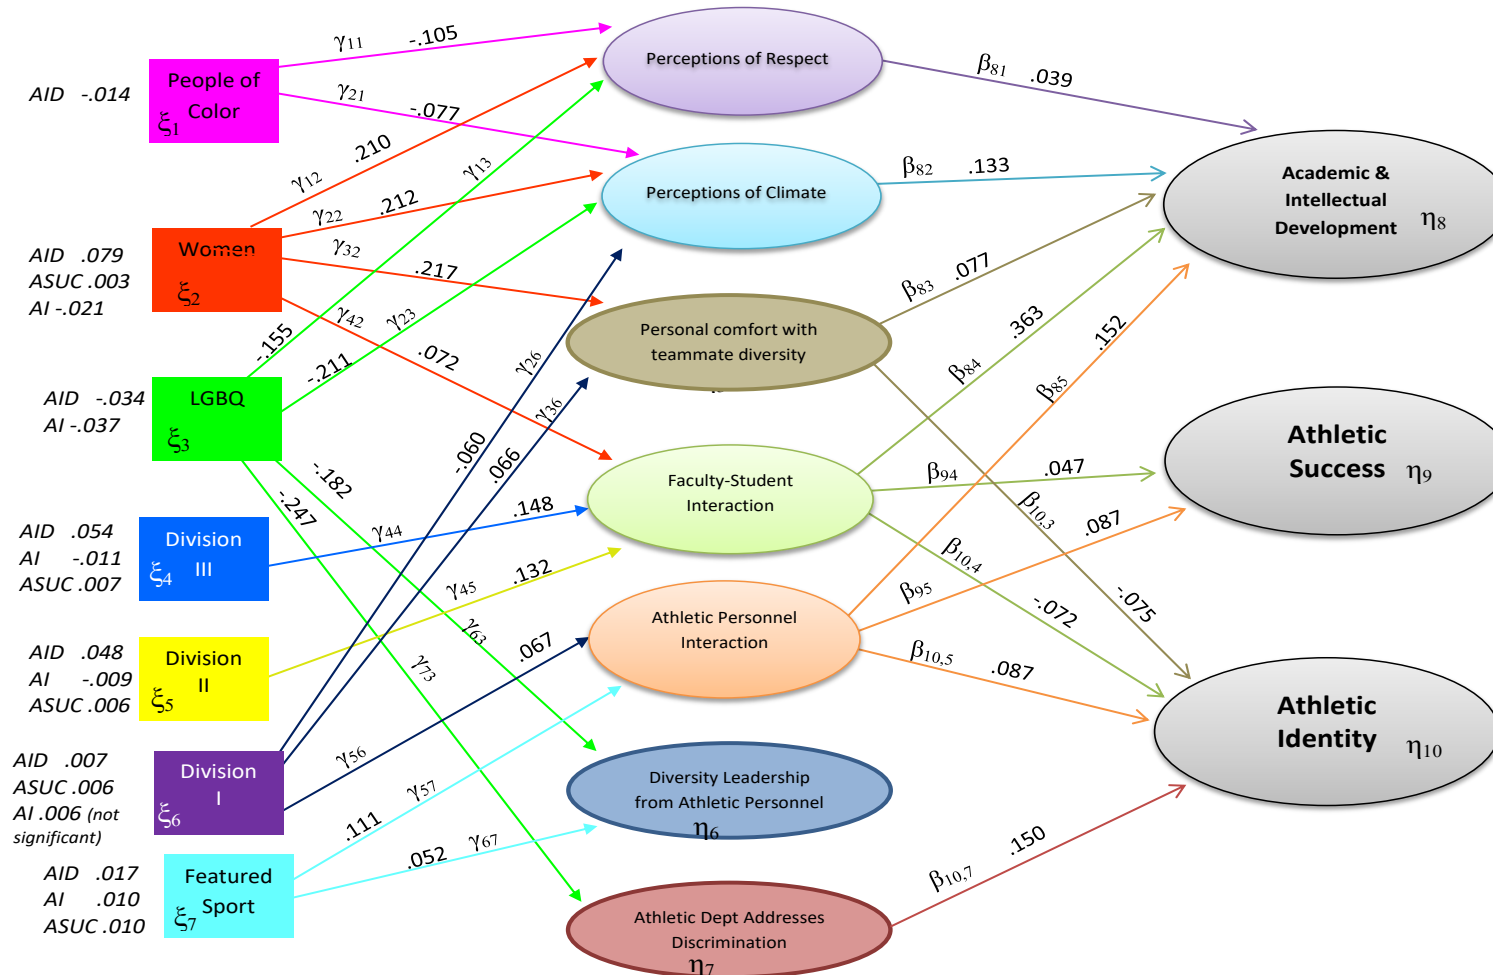 γ11 -.105
Perceptions of Respect
β81 .039
AID -.014
People of
Color
ξ1
γ21 -.077
γ12 .210
γ13
Perceptions of Climate
β82 .133
Academic &
Intellectual
Development η8
AID .079
ASUC .003
AI -.021
Women
ξ2
γ22 .212
γ32 .217
γ42 .072
γ23
-.155
-.211
γ26
γ36
Personal comfort with
teammate diversity
β83 .077
β84 .363
β85 .152
AID -.034
AI -.037
LGBQ
ξ3
-.060
.066
-.182
-.247
Faculty-Student
Interaction
β94 .047
Athletic
Success η9
β10,3
.087
AID .054
AI -.011
ASUC .007
Division
III
ξ4
γ44 .148
γ45 .132
β10,4
β95
-.072
-.075
AID .048
AI -.009
ASUC .006
Division
II
ξ5
γ63
γ73
.067
Athletic Personnel
Interaction
β10,5 .087
Athletic
Identity η10
AID .007
ASUC .006
AI .006 (not
significant)
Division
I
ξ6
γ56
γ57
.111
Diversity Leadership
from Athletic Personnel
η6
AID .017
AI .010
ASUC .010
Featured
Sport
ξ7
.052 γ67
β10,7 .150
Athletic Dept Addresses
Discrimination
η7